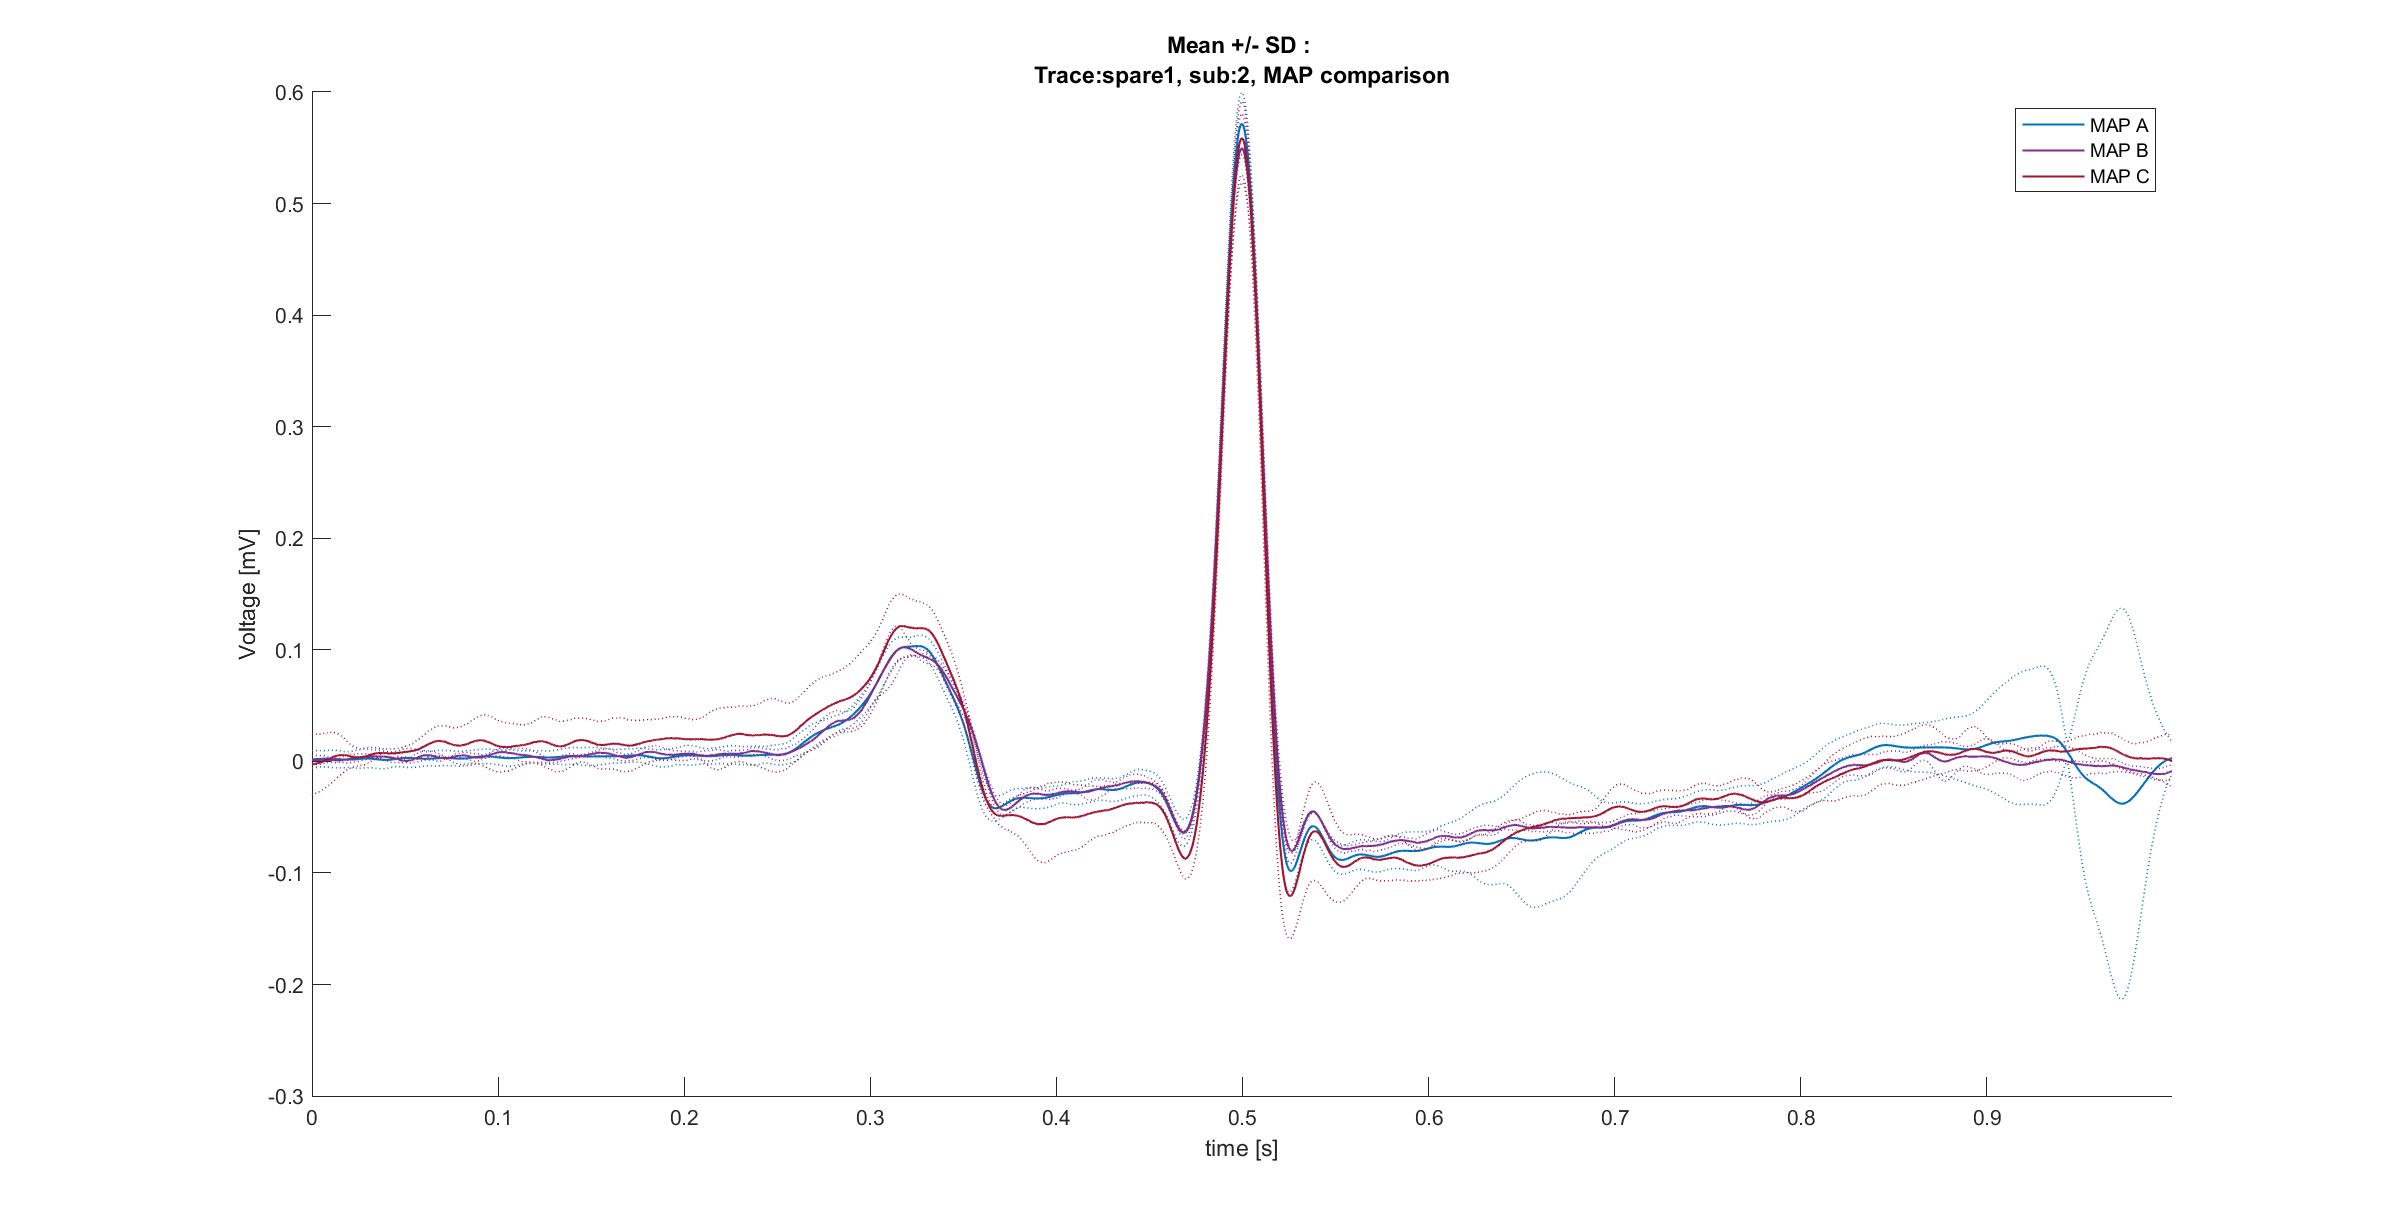 Mean +/- SD :
Trace:spare1, sub:2, MAP comparison
MAP A
MAP B
MAP C
Voltage [mV]
0.6
0.5
0.4
0.3
0.2
0.1
0
-0.1
-0.2
-0.3
0 0.1 0.2 0.3 0.4 0.5 0.6 0.7 0.8 0.9
time [s]